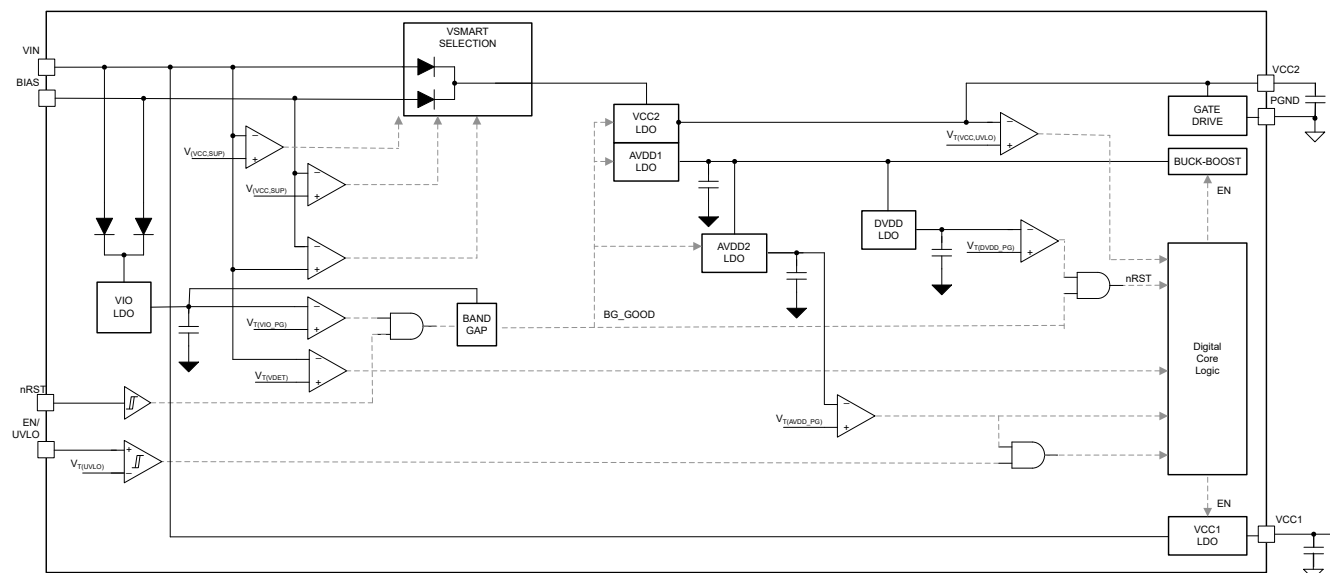 VSMART
SELECTION
VIN
BIAS
VCC2
PGND
GATE
DRIVE
VCC2
LDO
AVDD1
LDO
V(VCC,SUP)
VT(VCC,UVLO)
V(VCC,SUP)
BUCK-BOOST
EN
DVDD
LDO
AVDD2
LDO
VT(DVDD_PG)
nRST
VIO
LDO
VT(VIO_PG)
BAND
GAP
BG_GOOD
Digital
Core
Logic
VT(VDET)
nRST
EN/
UVLO
VT(AVDD_PG)
VT(UVLO)
EN
VCC1
VCC1
LDO